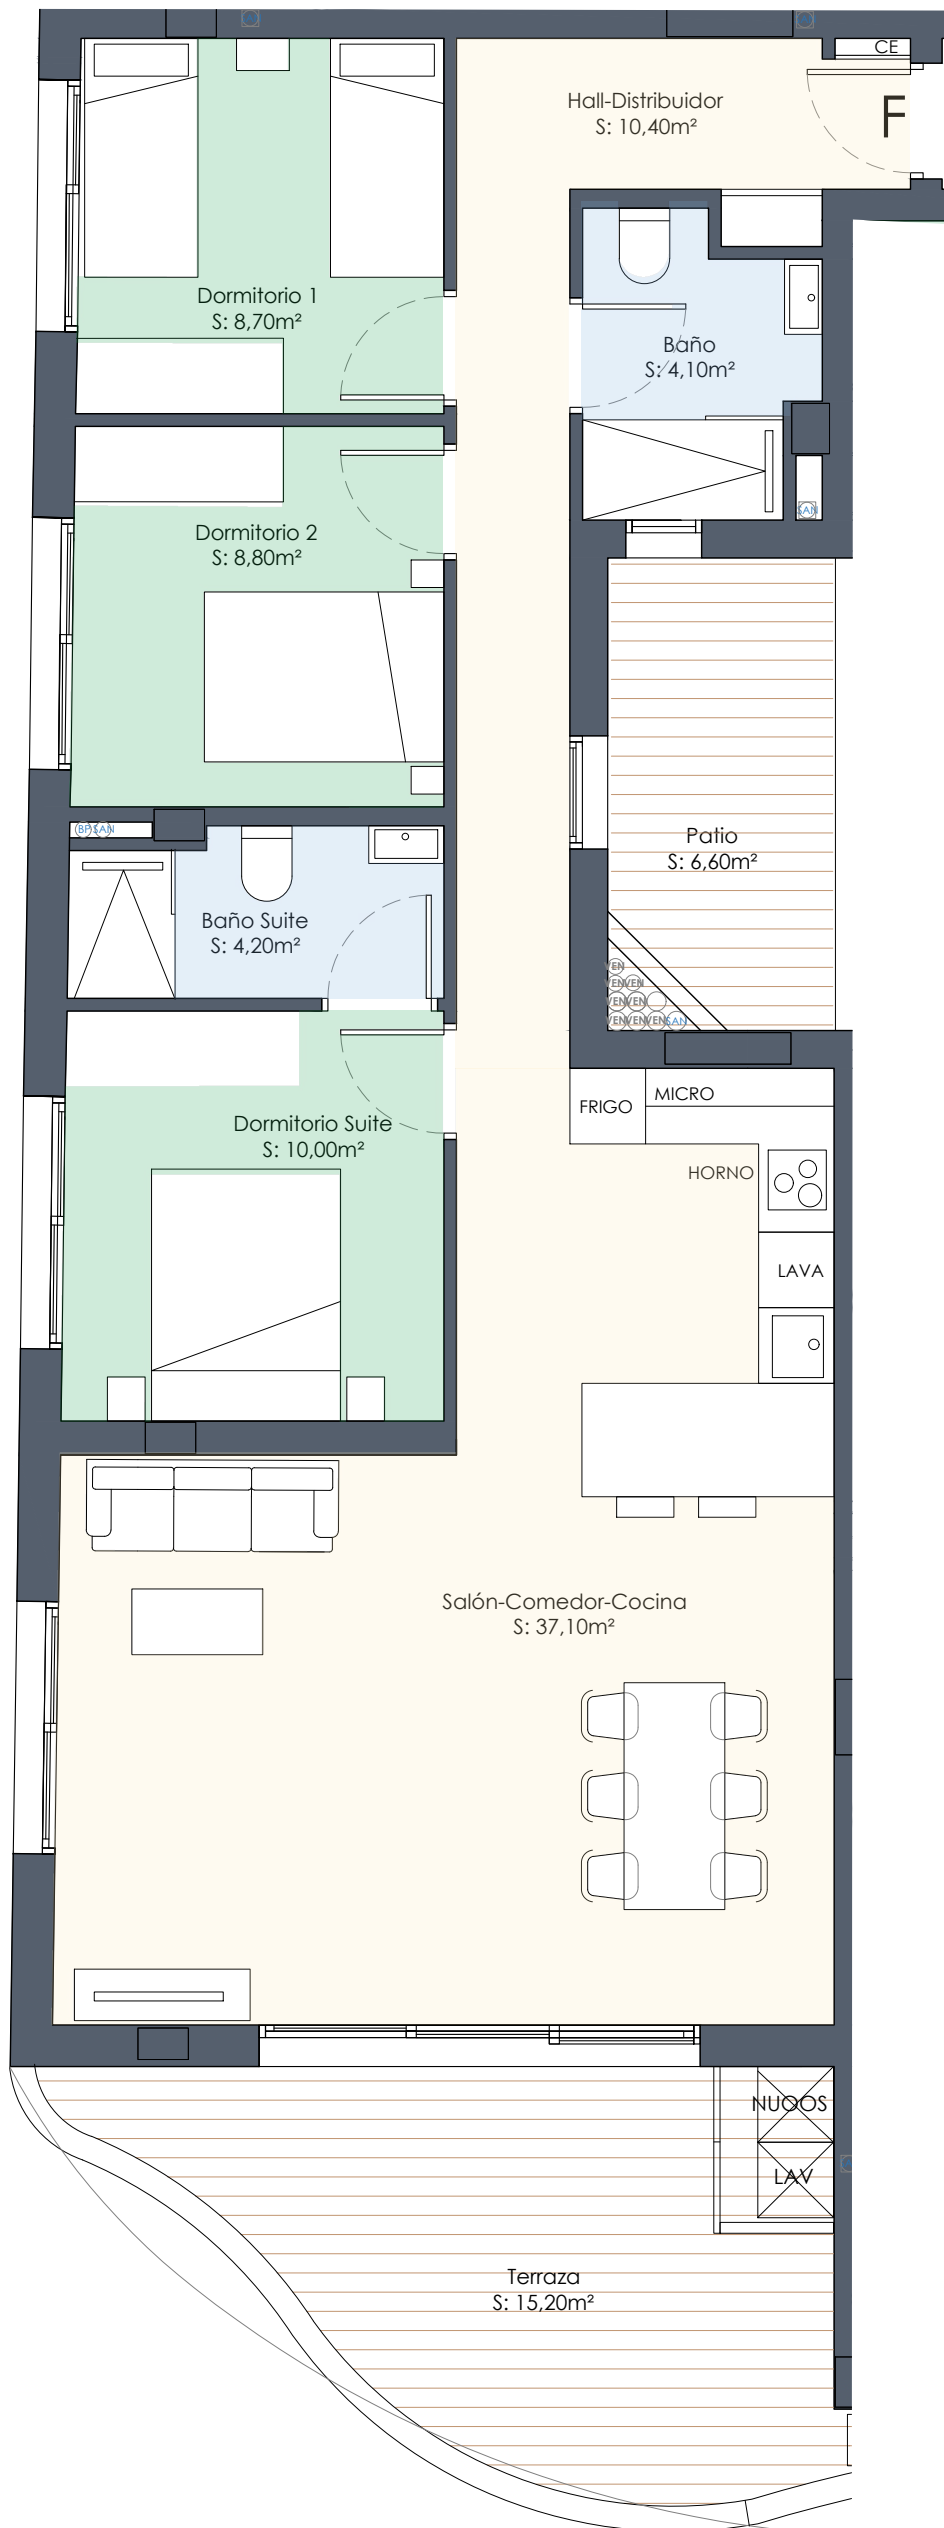 CE
Hall-Distribuidor
S: 10,40m²
F
Dormitorio 1
S: 8,70m²
Baño
S: 4,10m²
SAN
Dormitorio 2
S: 8,80m²
BP SAN
Patio
S: 6,60m²
Baño Suite
S: 4,20m²
VEN
VEN VEN
VEN VEN
VEN VEN VEN SAN
FRIGO
MICRO
Dormitorio Suite
S: 10,00m²
HORNO
LAVA
Salón-Comedor-Cocina
S: 37,10m²
NUOOS
LAV
Terraza
S: 15,20m²